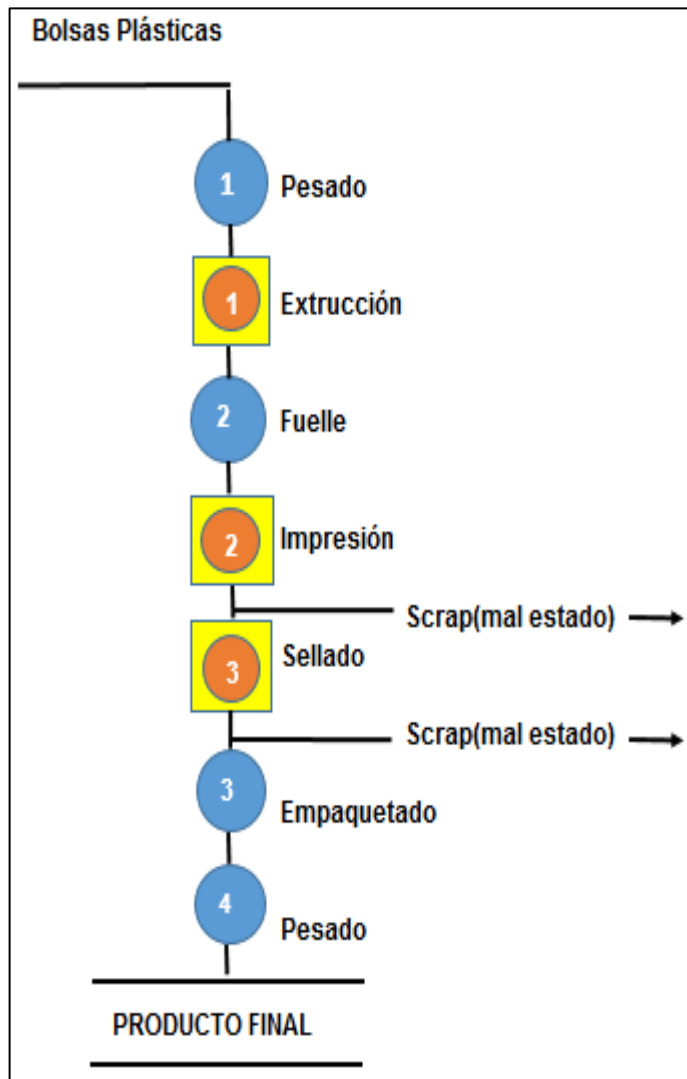 Bolsas Plásticas
1 Pesado
1 Extrucción
2 Fuelle
2 Impresión
Scrap(mal estado)
3 Sellado
Scrap(mal estado)
3 Empaquetado
4 Pesado
PRODUCTO FINAL